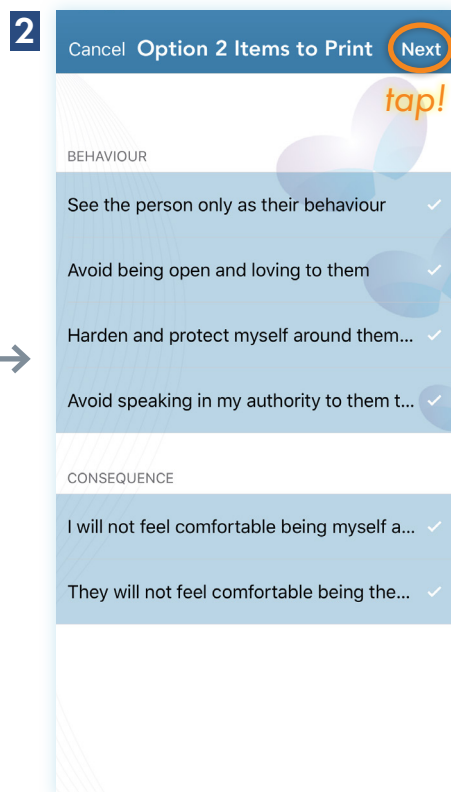 2
Cancel Option 2 Items to Print Next
tap!
BEHAVIOUR
See the person only as their behaviour
Avoid being open and loving to them
Harden and protect myself around them...
Avoid speaking in my authority to them t...
CONSEQUENCE
I will not feel comfortable being myself a...
They will not feel comfortable being the...